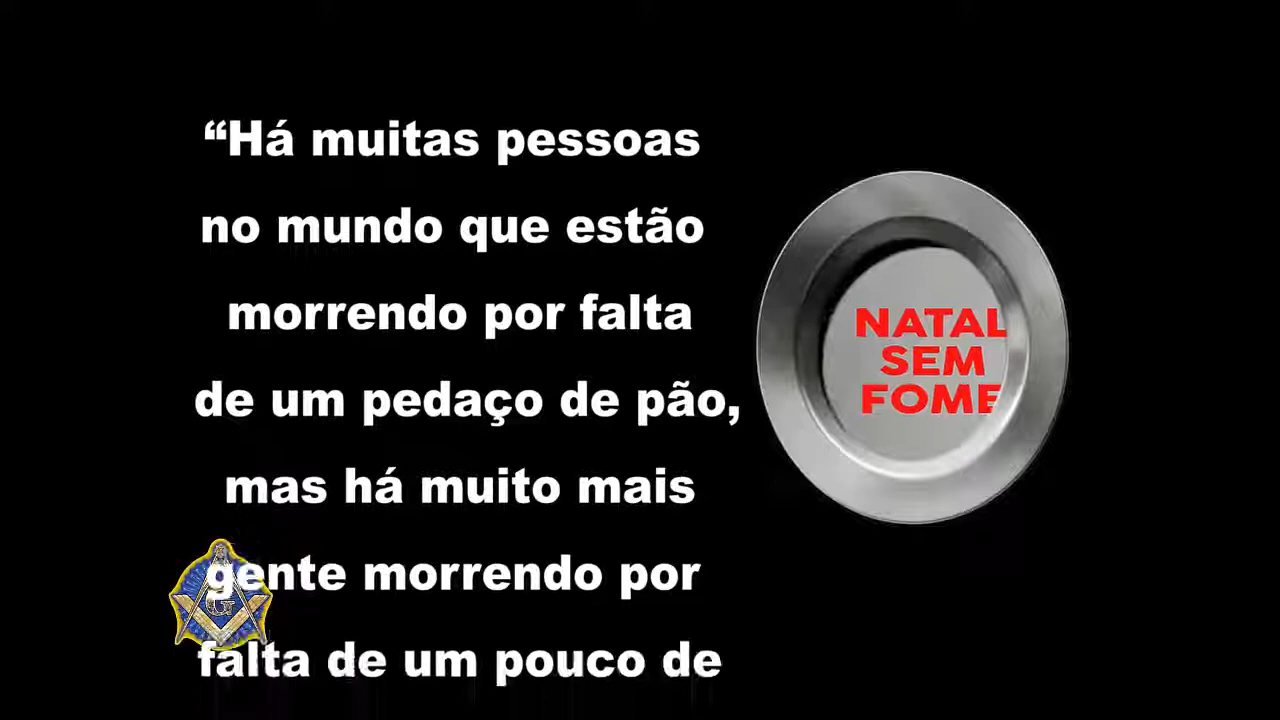 “Há muitas pessoas
no mundo que estão
morrendo por falta
de um pedaço de pão,
mas há muito mais
gente morrendo por
falta de um pouco de
NATAL
SEM
FOME
G